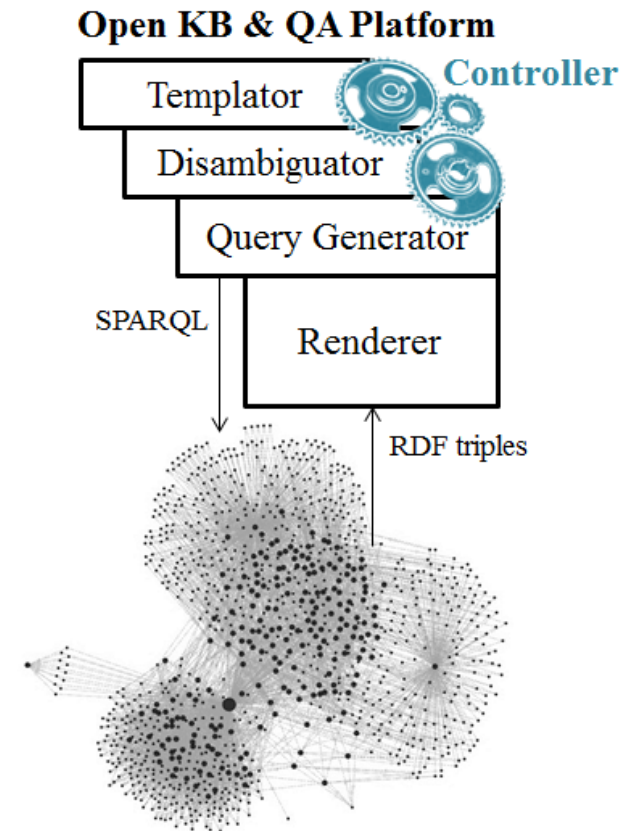 Open KB & QA Platform
Controller
Templator
Disambiguator
Query Generator
SPARQL
Renderer
RDF triples